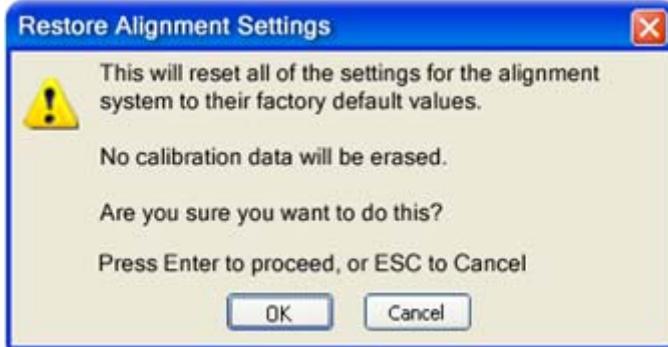 Restore Alignment Settings
This will reset all of the settings for the alignment
system to their factory default values.
No calibration data will be erased.
Are you sure you want to do this?
Press Enter to proceed, or ESC to Cancel
OK
Cancel